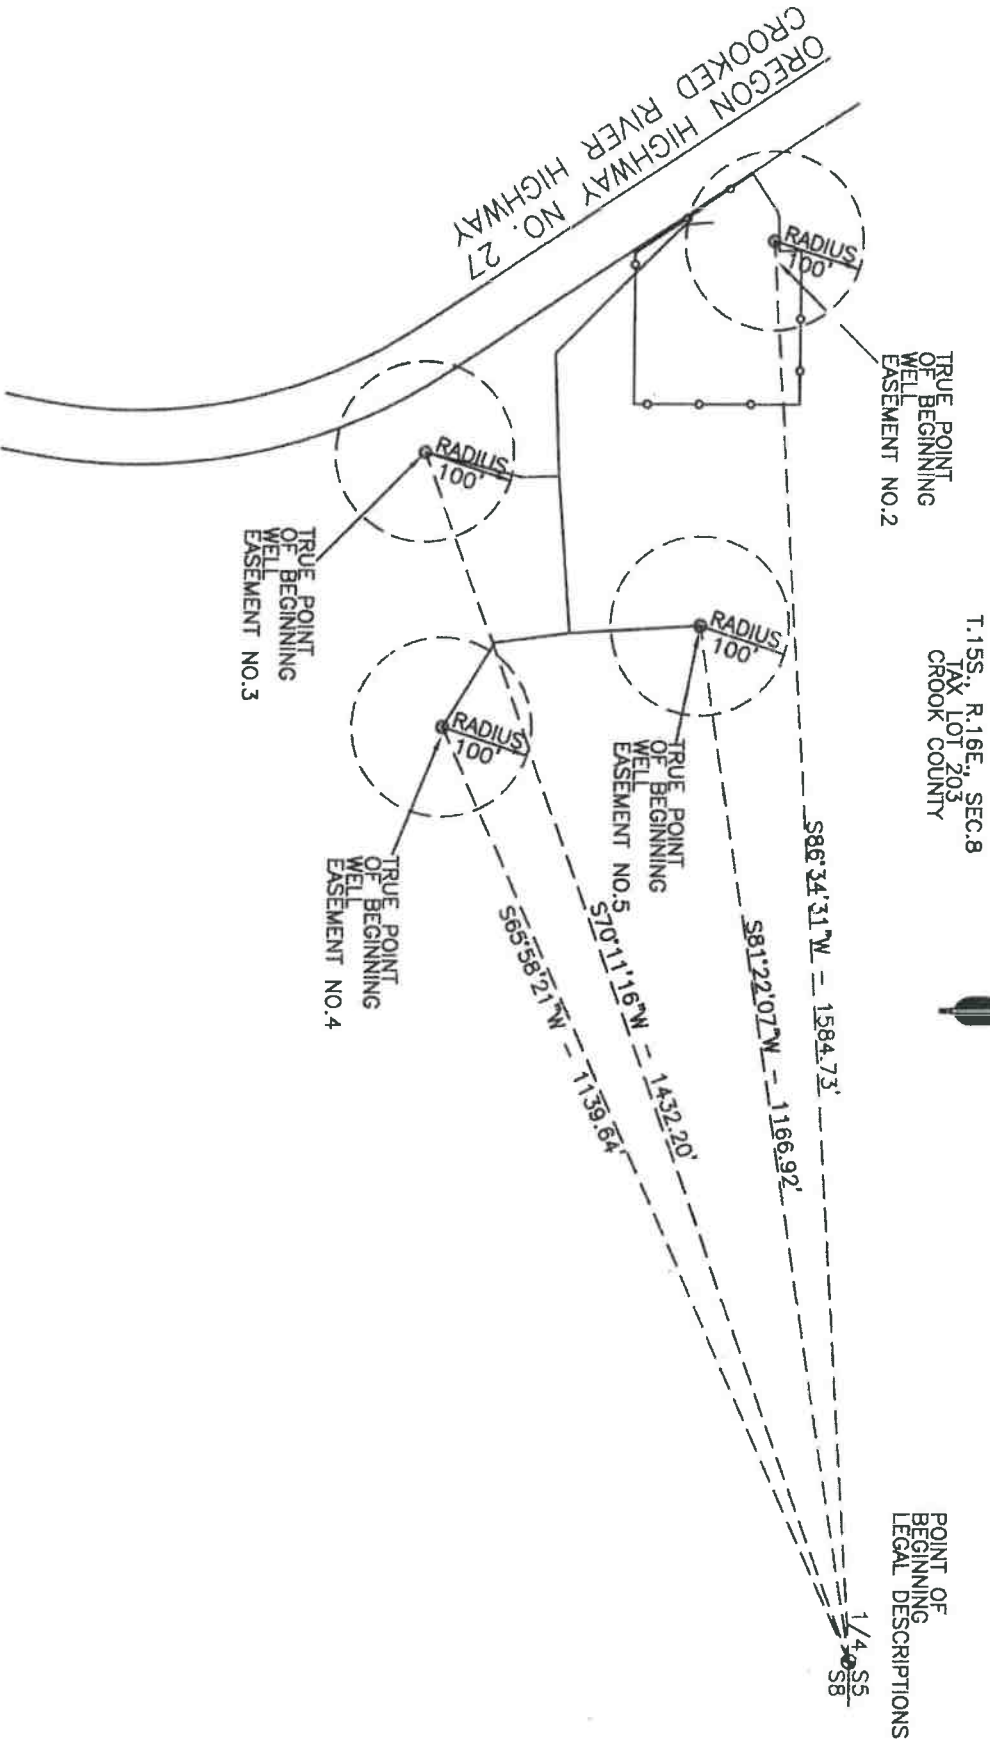 T.15S., R.16E., SEC.8
TAX LOT 203
CROOK COUNTY
POINT OF
BEGINNING
LEGAL DESCRIPTIONS
1/4 S5
S8
OREGON HIGHWAY NO. 27
CROOKED RIVER HIGHWAY
RADIUS
100'
TRUE POINT
OF BEGINNING
WELL
EASEMENT NO.2
RADIUS
100'
TRUE POINT
OF BEGINNING
WELL
EASEMENT NO.3
RADIUS
100'
TRUE POINT
OF BEGINNING
WELL
EASEMENT NO.5
RADIUS
100'
TRUE POINT
OF BEGINNING
WELL
EASEMENT NO.4
S86°34'31"W - 1584.73'
S81°22'07"W - 1166.92'
S70°11'16"W - 1432.20'
S65°58'21"W - 1139.64'